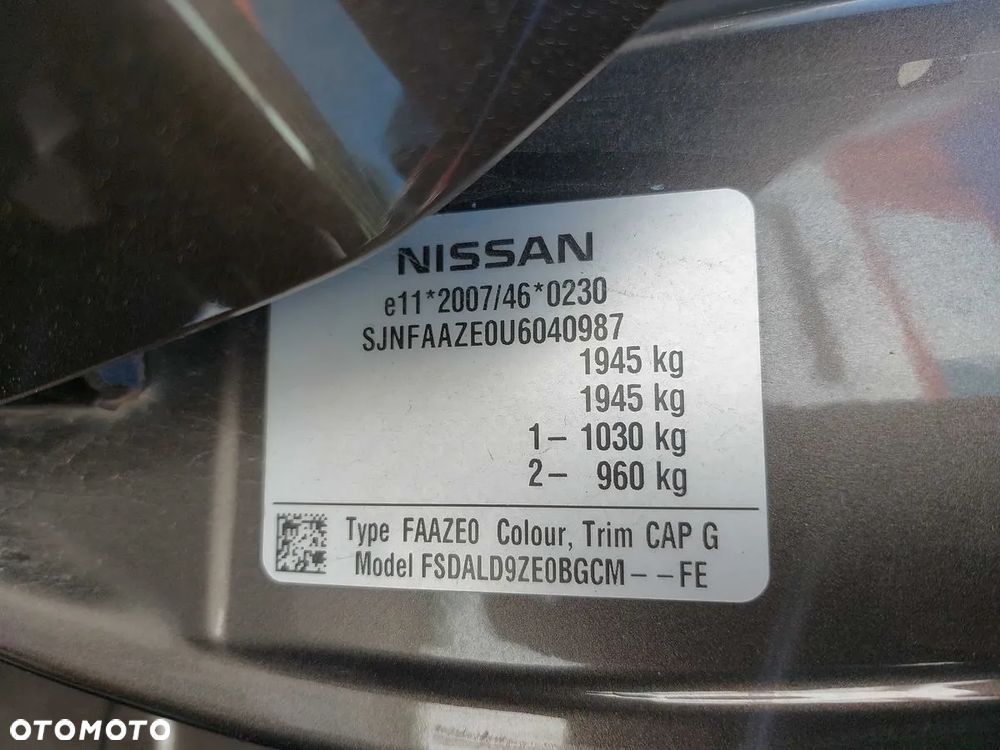 NISSAN
e11*2007/46*0230
SJNFAAZE0U6040987
1945 kg
1945 kg
1– 1030 kg
2– 960 kg
Type FAAZE0 Colour, Trim CAP G
Model FSDALD9ZE0BGCM– –FE
OTOMOTO